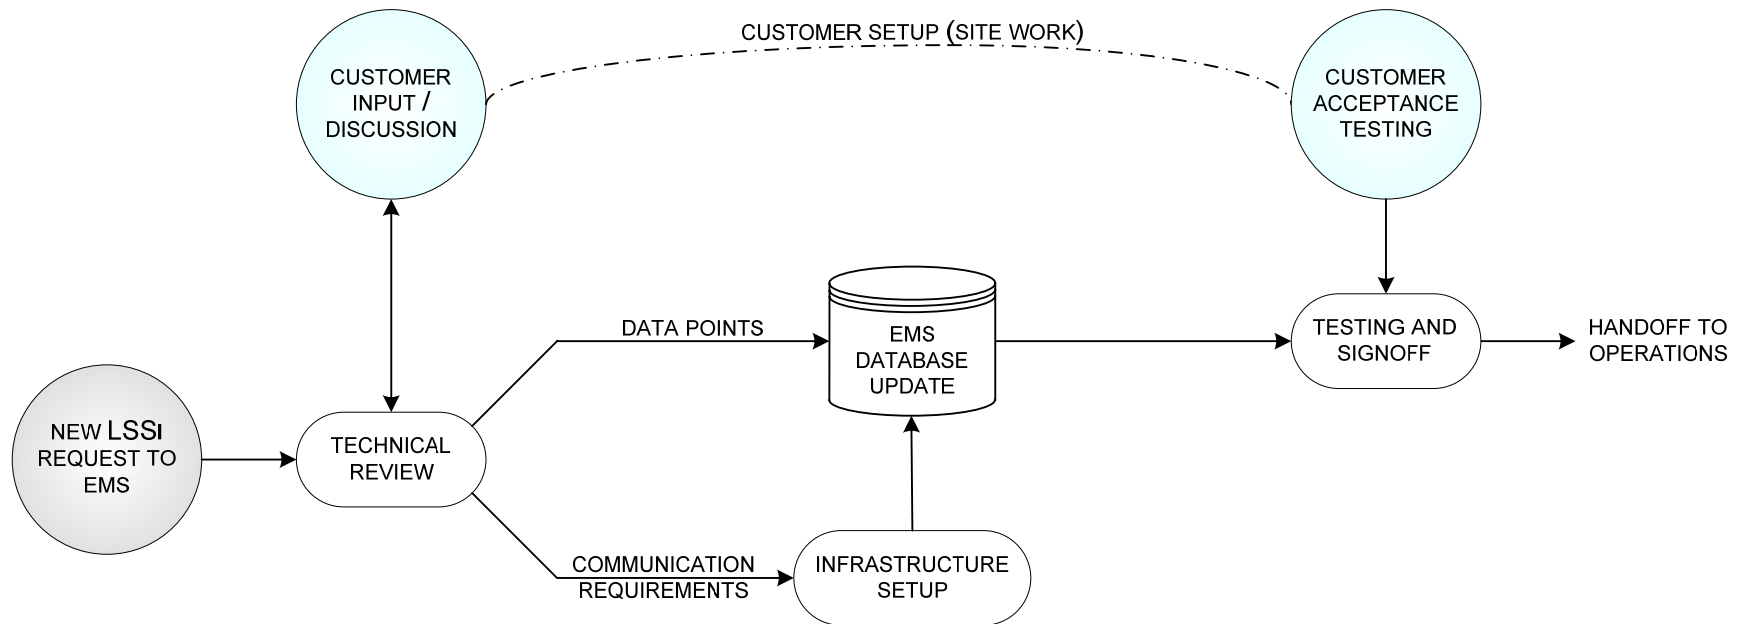 CUSTOMER SETUP (SITE WORK)
CUSTOMER
INPUT /
DISCUSSION
CUSTOMER
ACCEPTANCE
TESTING
DATA POINTS
EMS
DATABASE
UPDATE
TESTING AND
SIGNOFF
HANDOFF TO
OPERATIONS
NEW LSSi
REQUEST TO
EMS
TECHNICAL
REVIEW
COMMUNICATION
REQUIREMENTS
INFRASTRUCTURE
SETUP